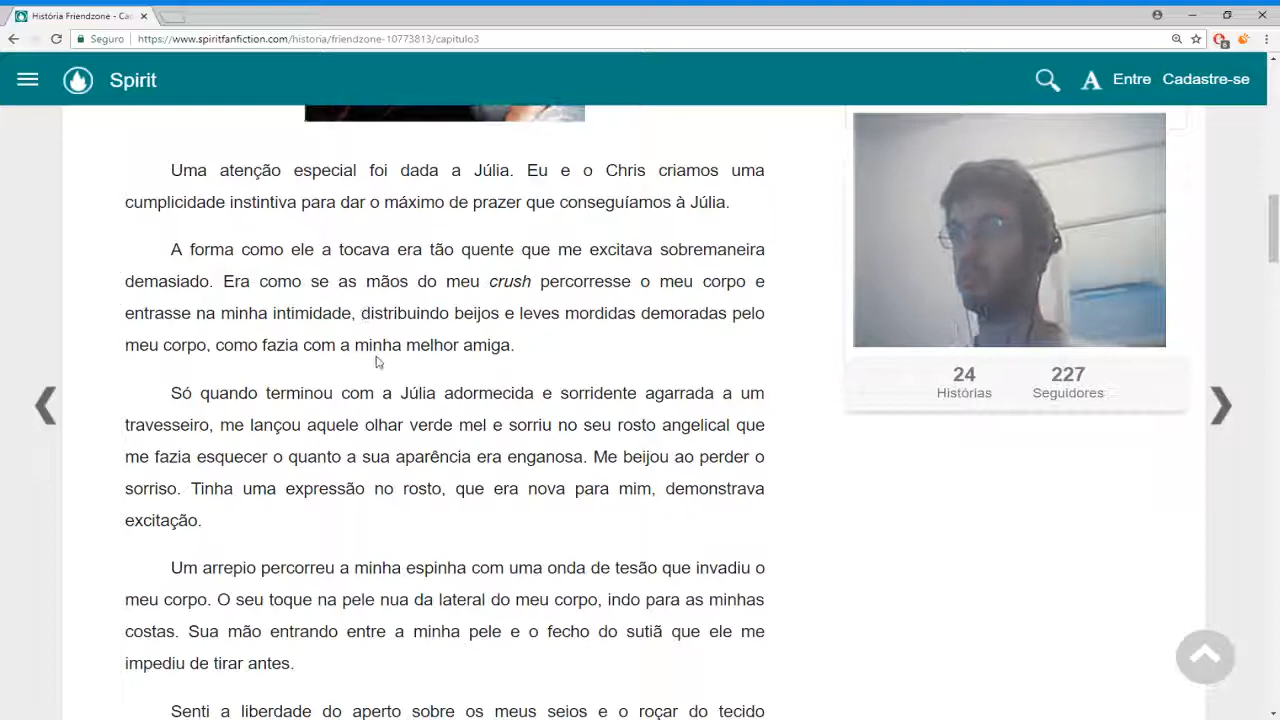 História Friendzone - Cap
Seguro
https://www.spiritfanfiction.com/historia/friendzone-10773813/capitulo3
Spirit
A
Entre
Cadastre-se
Uma atenção especial foi dada a Júlia. Eu e o Chris criamos uma
cumplicidade instintiva para dar o máximo de prazer que conseguíamos à Júlia.
A forma como ele a tocava era tão quente que me excitava sobremaneira
demasiado. Era como se as mãos do meu crush percorresse o meu corpo e
entrasse na minha intimidade, distribuindo beijos e leves mordidas demoradas pelo
meu corpo, como fazia com a minha melhor amiga.
Só quando terminou com a Júlia adormecida e sorridente agarrada a um
travesseiro, me lançou aquele olhar verde mel e sorriu no seu rosto angelical que
me fazia esquecer o quanto a sua aparência era enganosa. Me beijou ao perder o
sorriso. Tinha uma expressão no rosto, que era nova para mim, demonstrava
excitação.
Um arrepio percorreu a minha espinha com uma onda de tesão que invadiu o
meu corpo. O seu toque na pele nua da lateral do meu corpo, indo para as minhas
costas. Sua mão entrando entre a minha pele e o fecho do sutiã que ele me
impediu de tirar antes.
Senti a liberdade do aperto sobre os meus seios e o roçar do tecido
24
Histórias
227
Seguidores